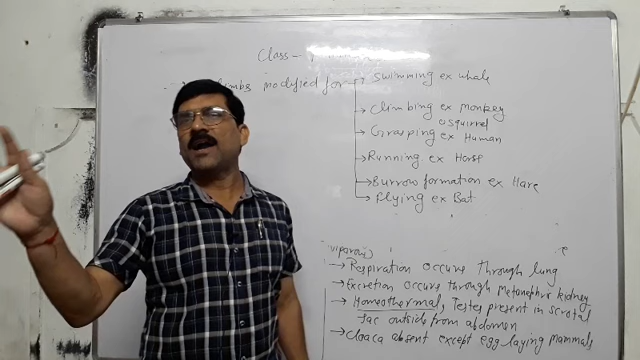 Class-
limbs modified for → Swimming ex whale
→ Climbing ex monkey
squirrel
→ Grasping ex Human
→ Running ex Horse
→ Burrow formation ex Hare
→ Flying ex Bat
→ Respiration occurs Through lung
→ Excretion occurs through Metanephric kidney
→ Homeothermal, Testes present in scrotal
Sac outside from abdomen
→ Cloaca absent except egg laying mammals